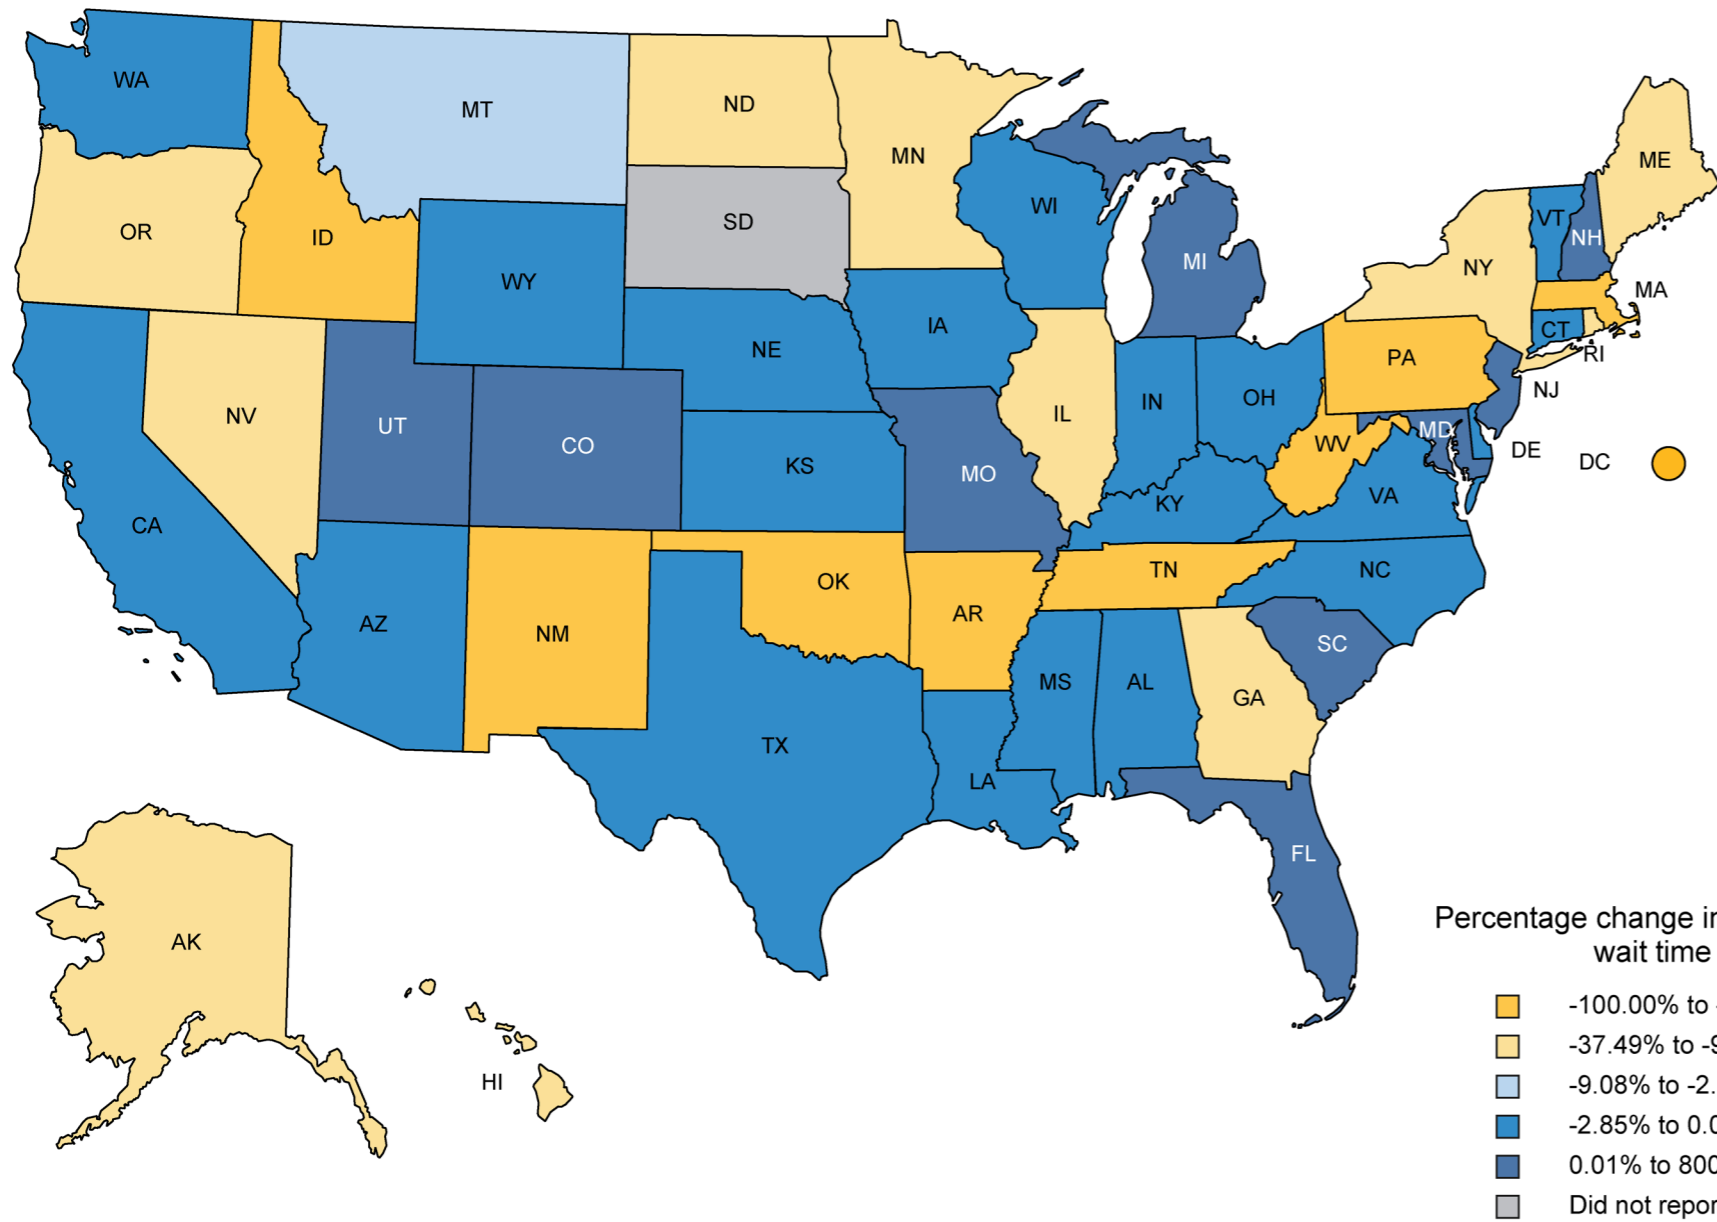 WA
MT
ND
MN
ME
OR
ID
SD
WI
VT
NH
WY
MI
NY
MA
IA
CT
NE
RI
PA
NJ
NV
UT
CO
IL
IN
OH
WV
MD
DE
DC
KS
MO
KY
VA
CA
OK
TN
NC
AZ
NM
AR
SC
MS
AL
GA
TX
LA
FL
AK
HI
Percentage change
wait time
-100.00% to
-37.49% to -9
-9.08% to -2.
-2.85% to 0.0
0.01% to 800
Did not repor